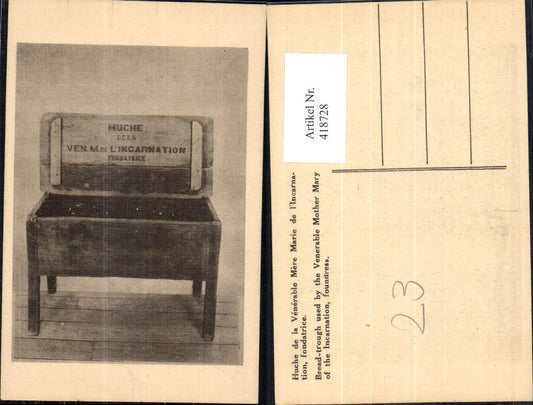 HUCHE
DE LA
VEN. M. DE L'INCARNATION
FONDATRICE
Artikel Nr.
418728
Huche de la Vénérable Mère Marie de l'Incarna-
tion, fondatrice.
Bread-trough used by the Venerable Mother Mary
of the Incarnation, foundress.
23